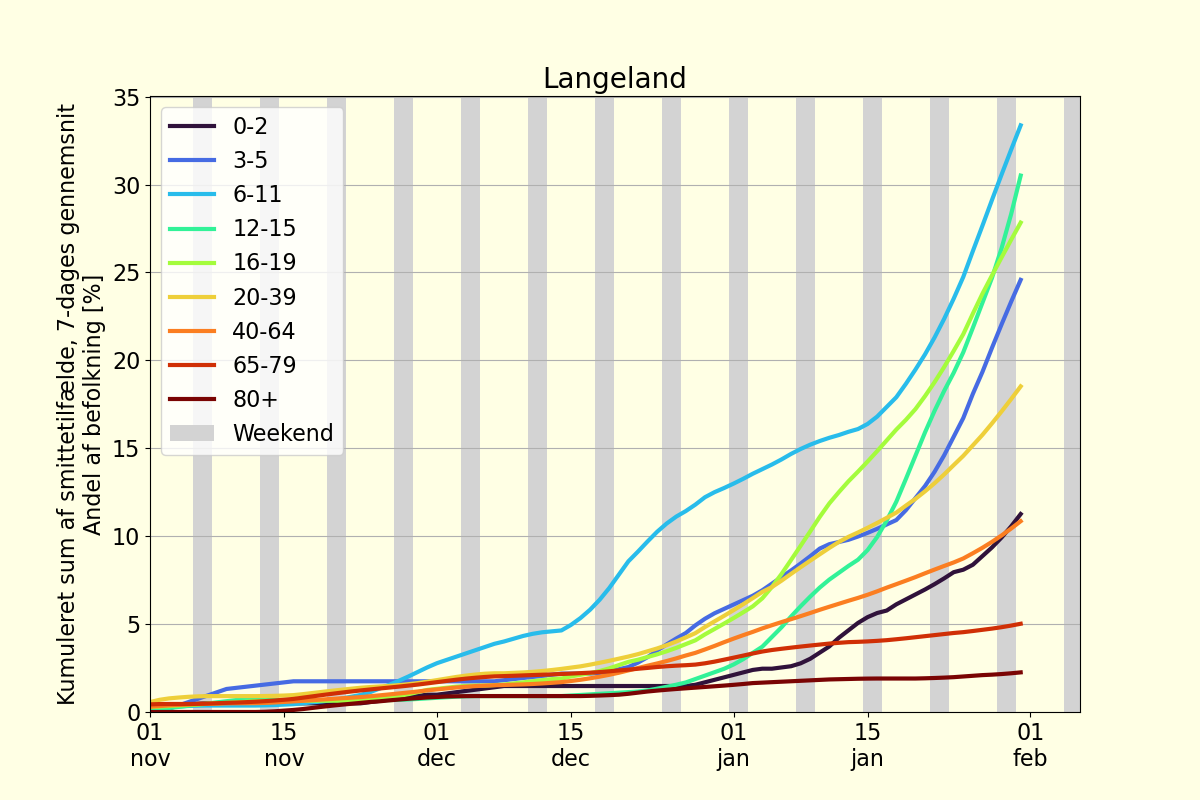 Langeland
Kumuleret sum af smittetilfælde, 7-dages gennemsnit
Andel af befolkning [%]
35
30
25
20
15
10
5
0
0-2
3-5
6-11
12-15
16-19
20-39
40-64
65-79
80+
Weekend
01 15 01 15 01 15 01
nov nov dec dec jan jan feb